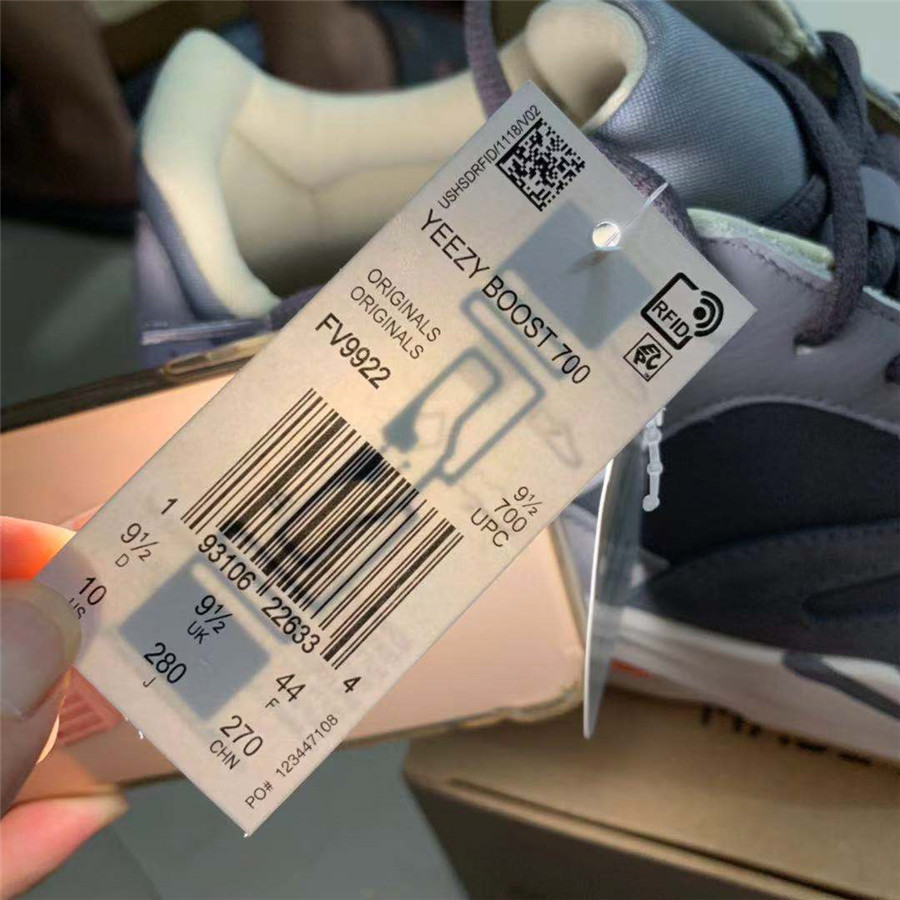 USHSDRFID/1118/V02
YEEZY BOOST 700
RFID
EPC
ORIGINALS
ORIGINALS
FV9922
9½
700
UPC
1 93106 22633 4
9½
D
10
US
9½
UK
280
J
44
F
270
CHN
PO# 123447108